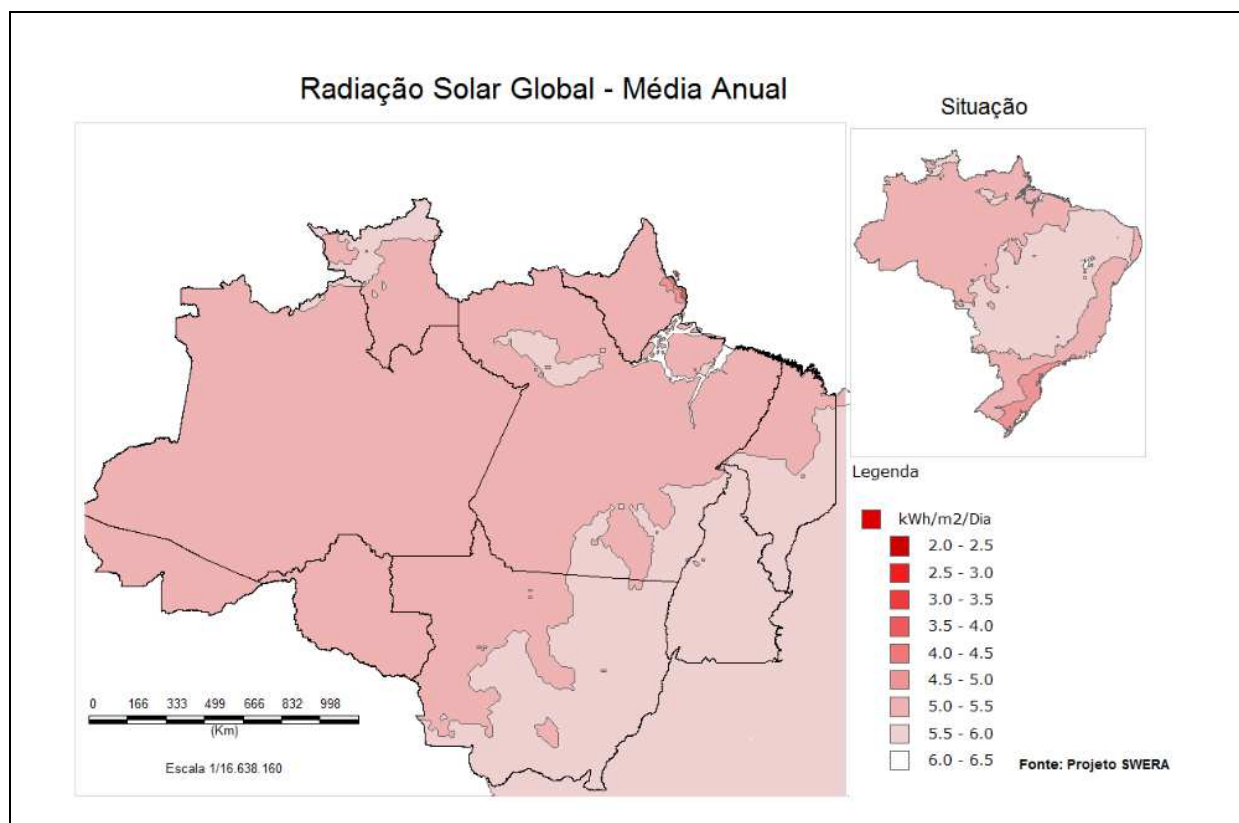 Radiação Solar Global - Média Anual
Situação
Legenda
kWh/m2/Dia
2.0 - 2.5
2.5 - 3.0
3.0 - 3.5
3.5 - 4.0
4.0 - 4.5
4.5 - 5.0
5.0 - 5.5
5.5 - 6.0
6.0 - 6.5
Fonte: Projeto SWERA
0 166 333 499 666 832 998
(Km)
Escala 1/16.638.160